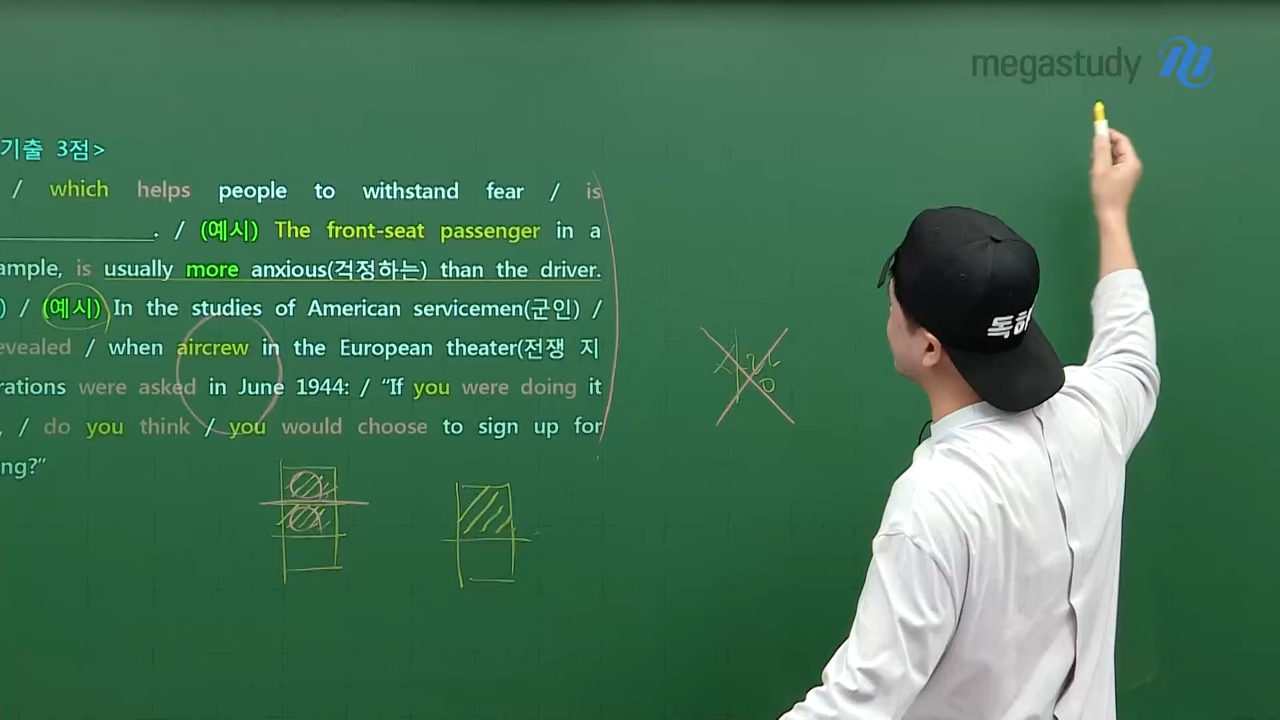 megastudy
기출 3점>
/ which helps people to withstand fear / is
____________. / (예시) The front-seat passenger in a
ample, is usually more anxious(걱정하는) than the driver.
) / (예시) In the studies of American servicemen(군인) /
evealed / when aircrew in the European theater(전쟁 지
rations were asked in June 1944: / “If you were doing it
, / do you think / you would choose to sign up for
ng?”
독하